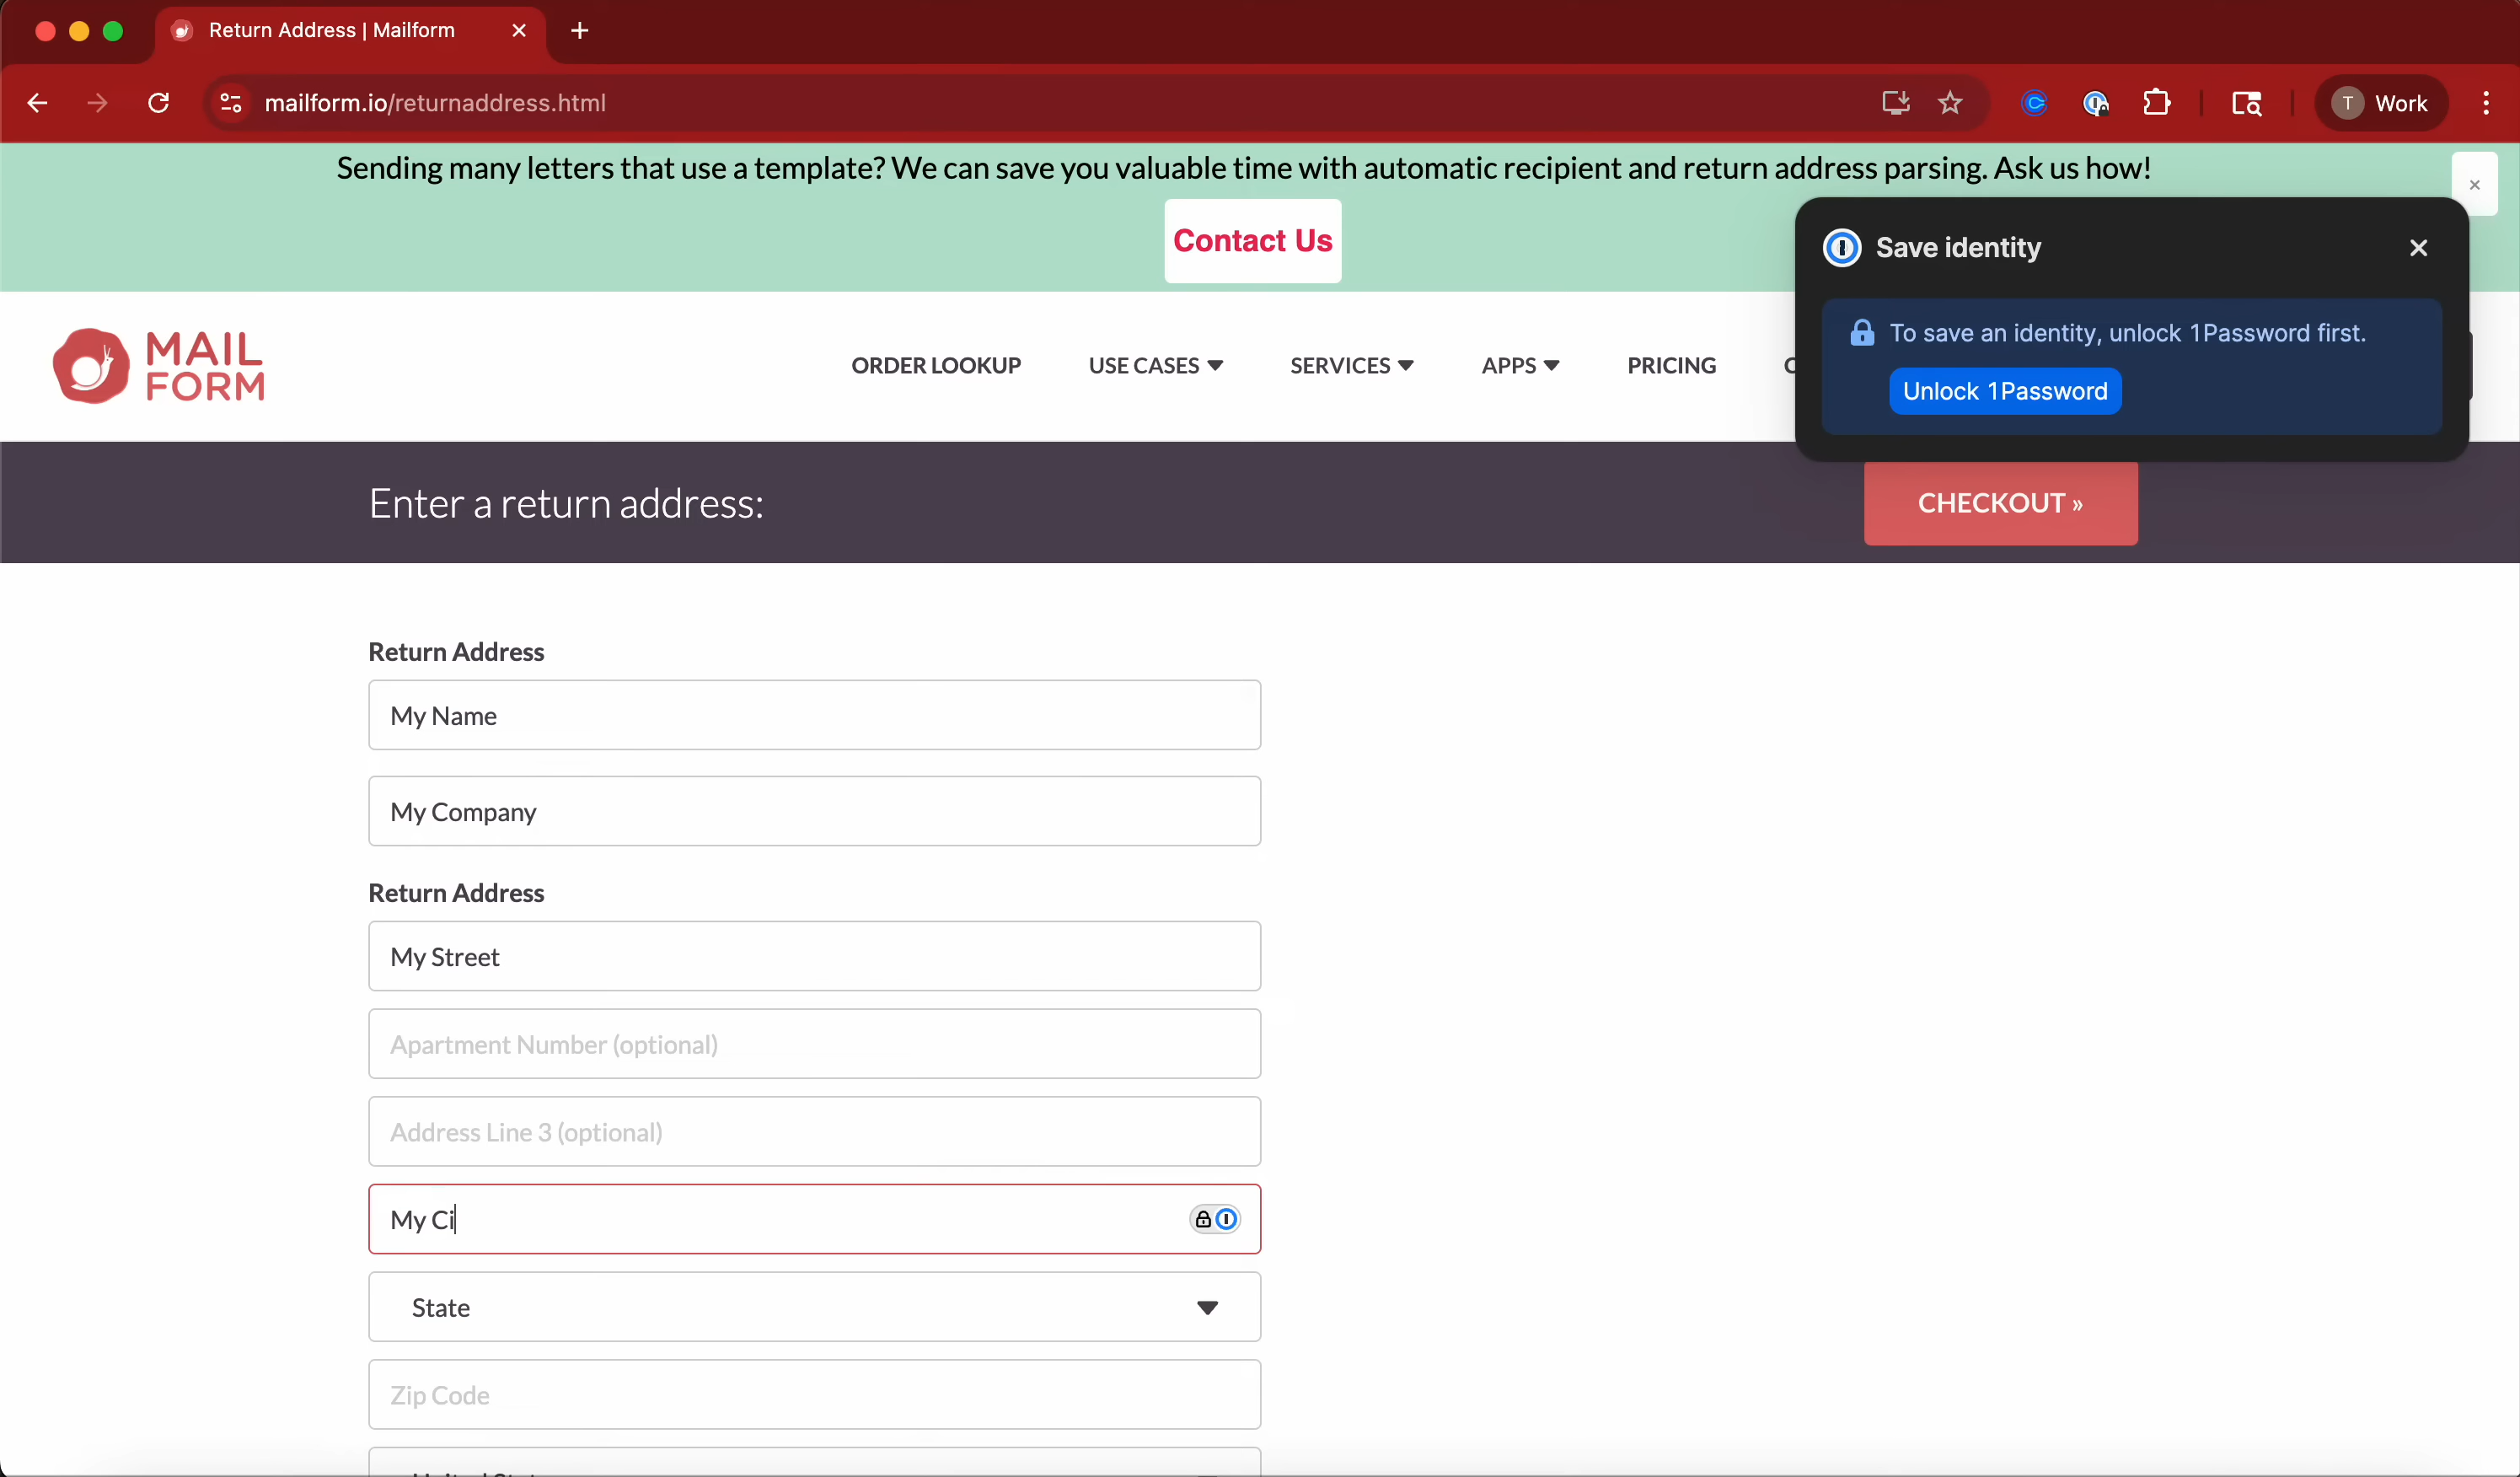 Return Address | Mailform
mailform.io/returnaddress.html
T Work
Sending many letters that use a template? We can save you valuable time with automatic recipient and return address parsing. Ask us how!
Contact Us
Save identity
To save an identity, unlock 1Password first.
Unlock 1Password
MAIL
FORM
ORDER LOOKUP USE CASES SERVICES APPS PRICING
Enter a return address:
CHECKOUT »
Return Address
My Name
My Company
Return Address
My Street
Apartment Number (optional)
Address Line 3 (optional)
My Ci
State
Zip Code